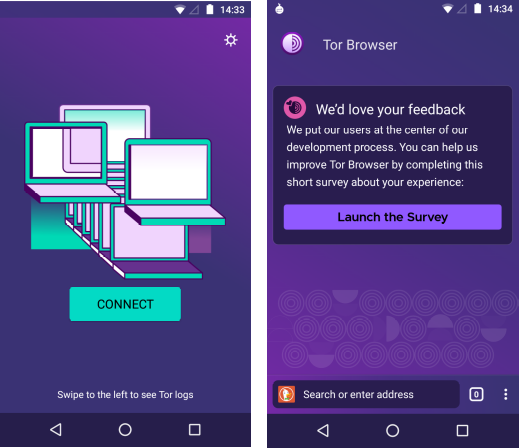 14:33
CONNECT
Swipe to the left to see Tor logs
14:34
Tor Browser
We'd love your feedback
We put our users at the center of our
development process. You can help us
improve Tor Browser by completing this
short survey about your experience:
Launch the Survey
Search or enter address
0